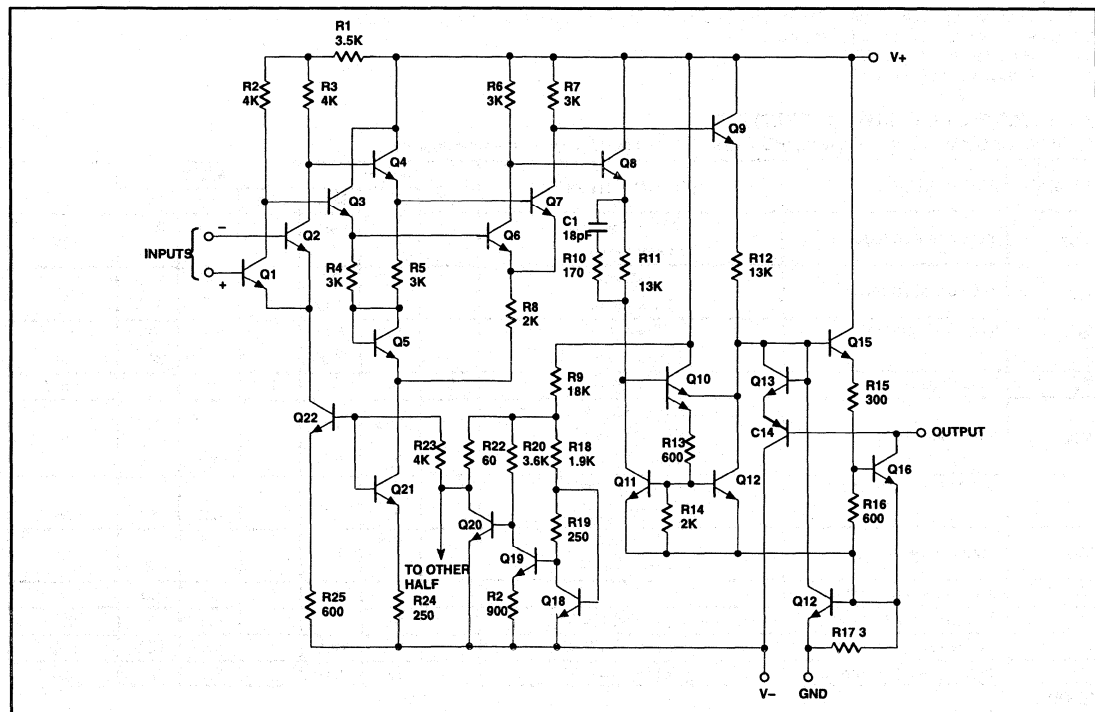 R1
3.5K
V+
R2
4K
R3
4K
R6
3K
R7
3K
Q9
Q4
Q8
Q3
Q7
C1
18pF
INPUTS
−
+
Q2
Q1
Q6
R4
3K
R5
3K
R10
170
R11
13K
R12
13K
R8
2K
Q5
Q15
R9
18K
Q10
Q13
R15
300
C14
OUTPUT
Q22
R23
4K
R22
60
R20
3.6K
R18
1.9K
R13
600
Q16
Q21
Q11
Q12
R16
600
R14
2K
Q20
R19
250
TO OTHER
HALF
Q19
R25
600
R24
250
R2
900
Q18
Q12
R17 3
V−
GND